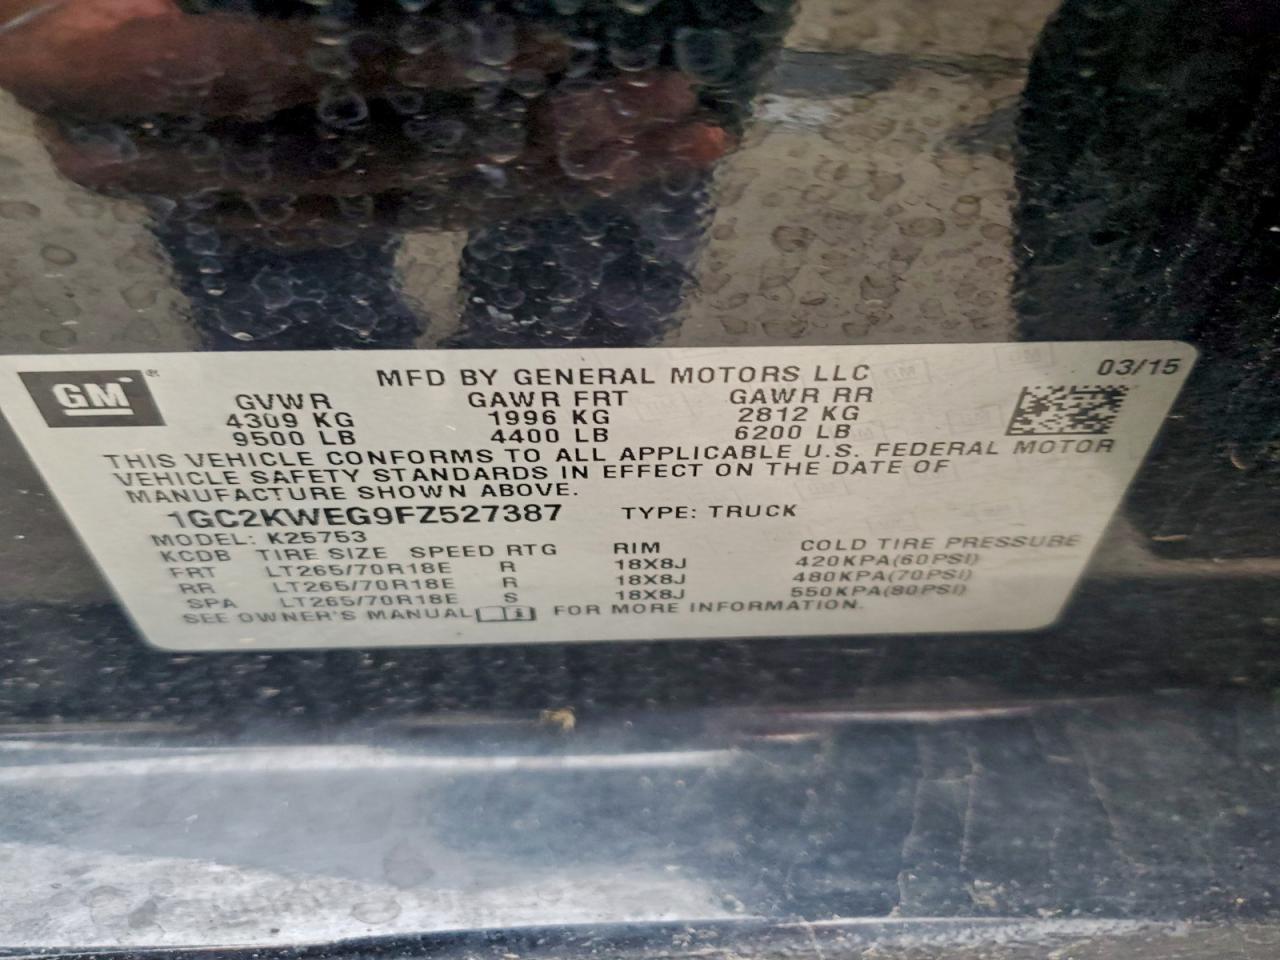 GM ® MFD BY GENERAL MOTORS LLC 03/15
GVWR GAWR FRT GAWR RR
4309 KG 1996 KG 2812 KG
9500 LB 4400 LB 6200 LB
THIS VEHICLE CONFORMS TO ALL APPLICABLE U.S. FEDERAL MOTOR
VEHICLE SAFETY STANDARDS IN EFFECT ON THE DATE OF
MANUFACTURE SHOWN ABOVE.
1GC2KWEG9FZ527387 TYPE: TRUCK
MODEL: K25753
KCDB TIRE SIZE SPEED RTG RIM COLD TIRE PRESSURE
FRT LT265/70R18E R 18X8J 420KPA(60PSI)
RR LT265/70R18E R 18X8J 480KPA(70PSI)
SPA LT265/70R18E S 18X8J 550KPA(80PSI)
SEE OWNER'S MANUAL FOR MORE INFORMATION.